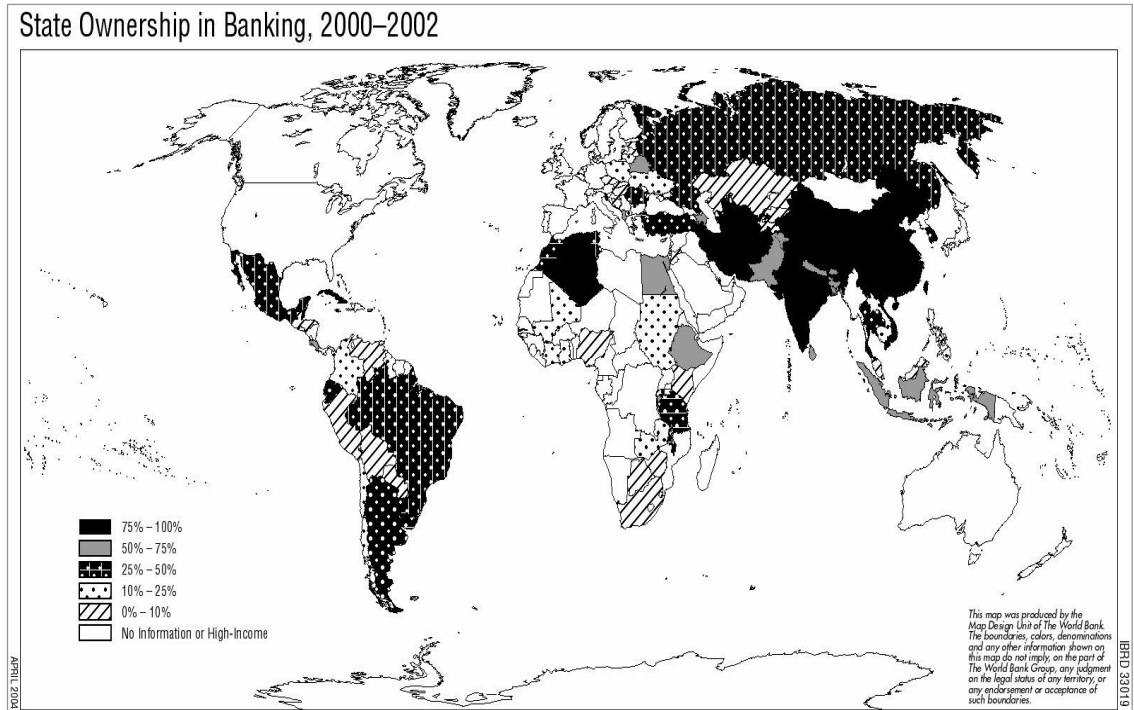 State Ownership in Banking, 2000–2002
75% – 100%
50% – 75%
25% – 50%
10% – 25%
0% – 10%
No Information or High-Income
This map was produced by the
Map Design Unit of The World Bank.
The boundaries, colors, denominations
and any other information shown on
this map do not imply, on the part of
The World Bank Group, any judgment
on the legal status of any territory, or
any endorsement or acceptance of
such boundaries.
IBRD 33019
APRIL 2004